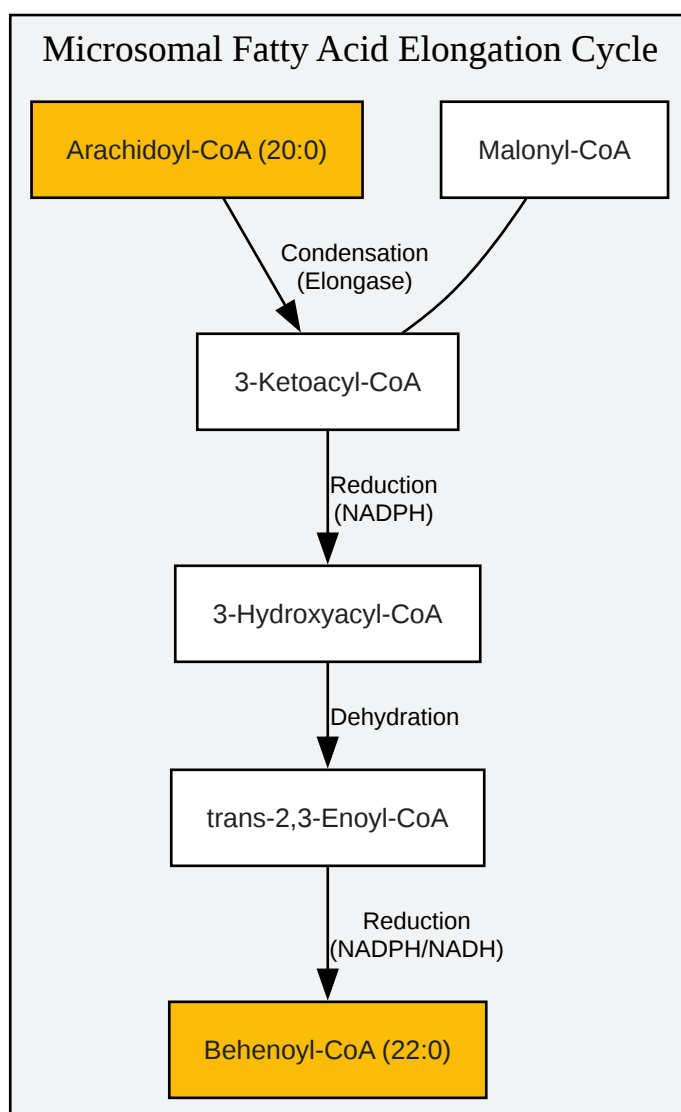 Microsomal Fatty Acid Elongation Cycle
Arachidoyl-CoA (20:0)
Malonyl-CoA
Condensation
(Elongase)
3-Ketoacyl-CoA
Reduction
(NADPH)
3-Hydroxyacyl-CoA
Dehydration
trans-2,3-Enoyl-CoA
Reduction
(NADPH/NADH)
Behenoyl-CoA (22:0)